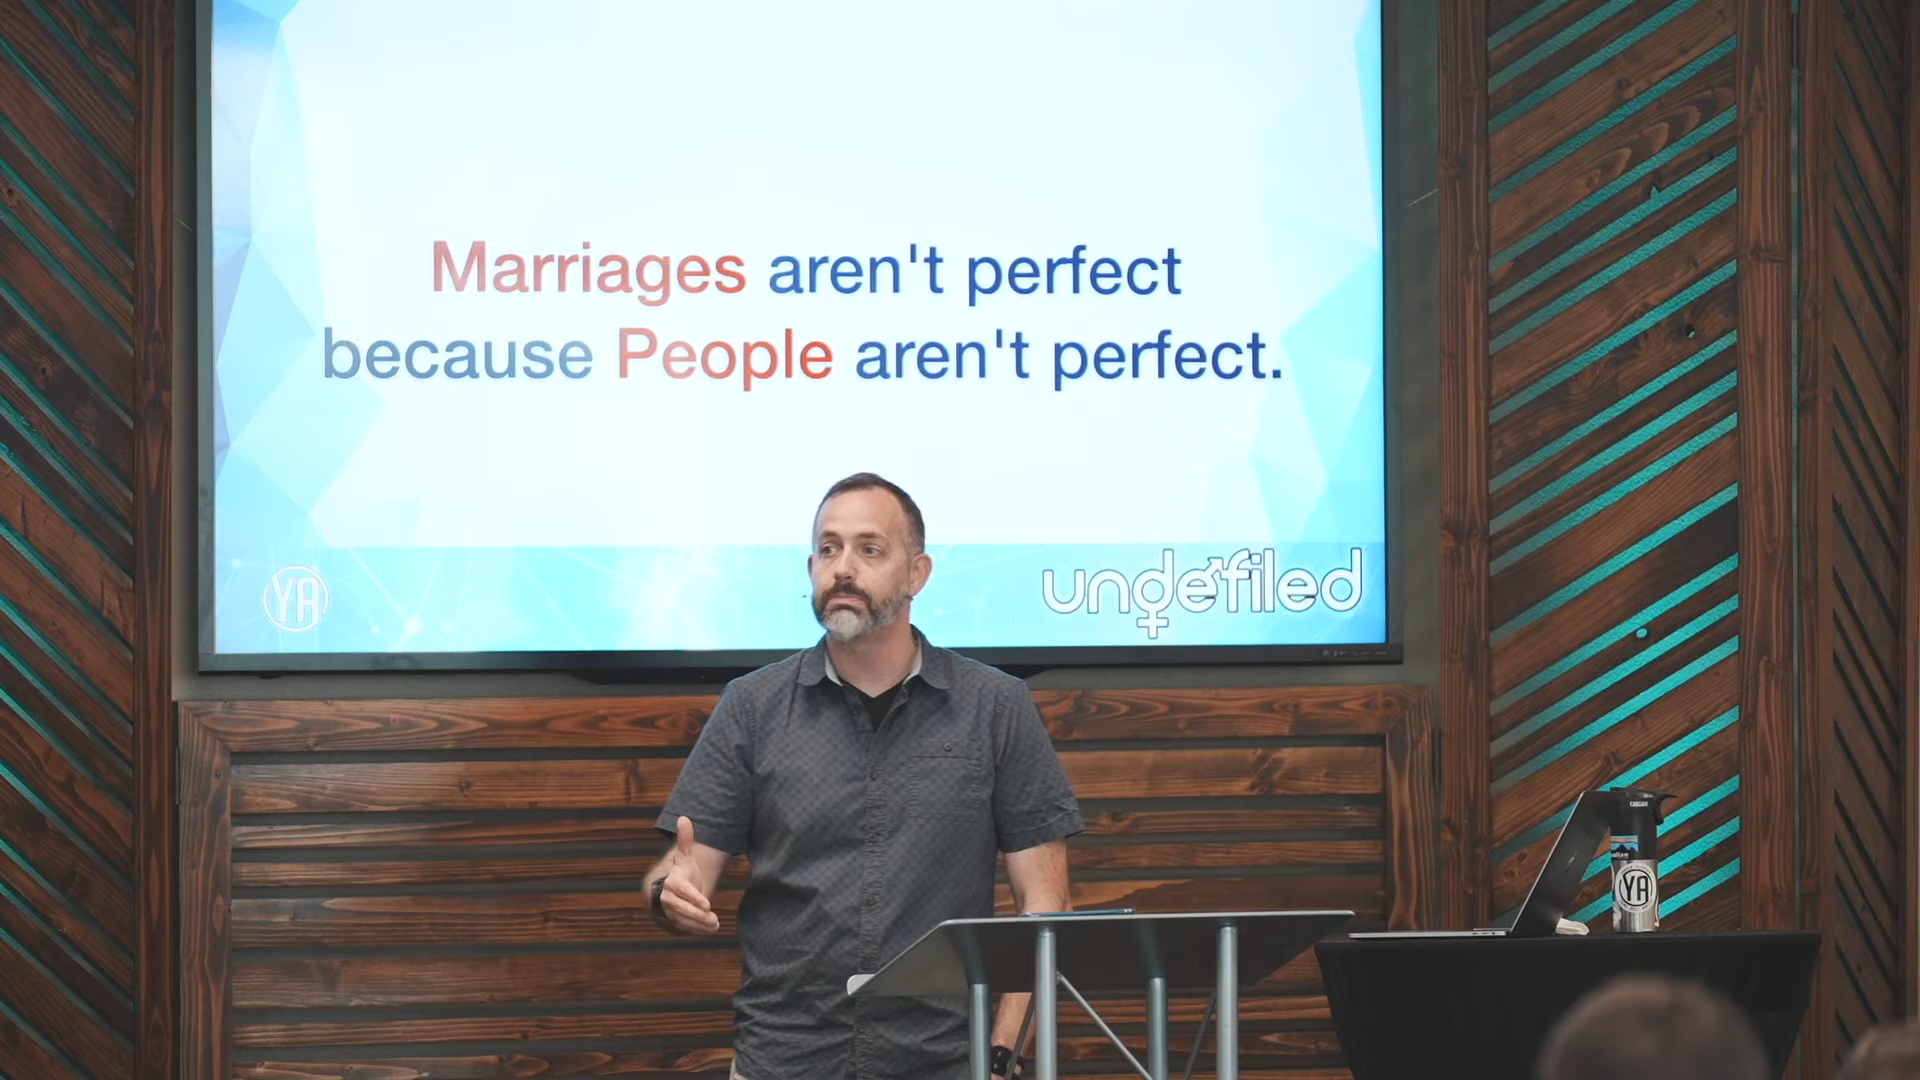 Marriages aren't perfect
because People aren't perfect.
YA
undefiled
YA